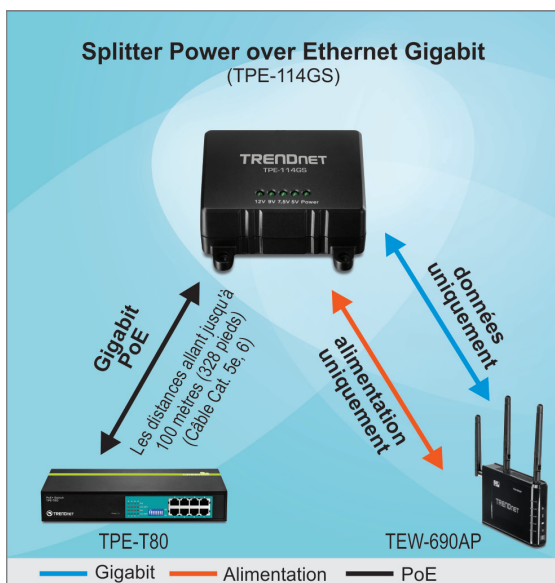 Splitter Power over Ethernet Gigabit
(TPE-114GS)
TRENDNET
TPE-114GS
12V 9V 7,5V 5V Power
Gigabit
PoE
Les distances allant jusqu'à
100 mètres (328 pieds)
(Câble Cat. 5e, 6)
données
uniquement
alimentation
uniquement
TRENDNET
TRENDNET
TPE-T80
TEW-690AP
Gigabit
Alimentation
PoE